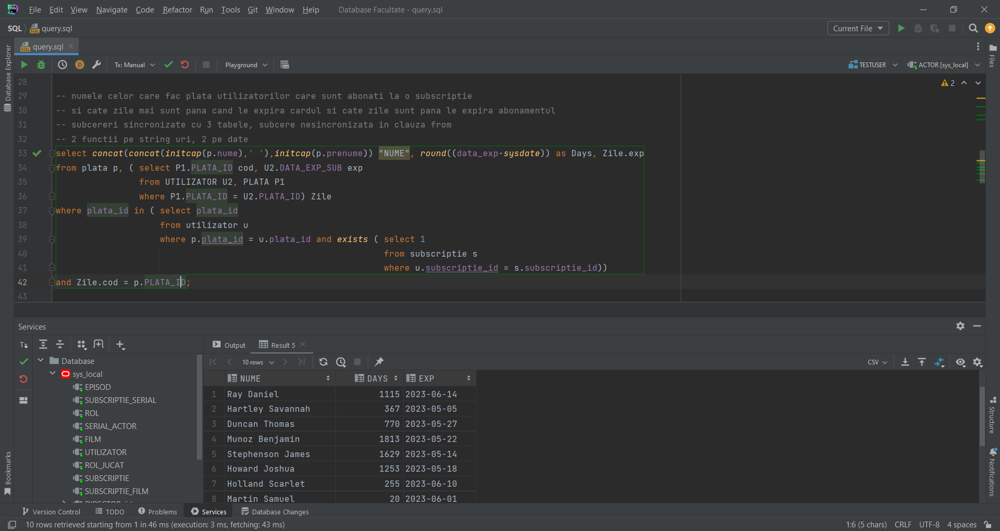 DG
File Edit View Navigate Code Refactor Run Tools Git Window Help Database Facultate - query.sql
SQL query.sql
Current File
query.sql
Tx: Manual Playground
TESTUSER ACTOR [sys_local]
Database Explorer
Files
2
28
29 -- numele celor care fac plata utilizatorilor care sunt abonati la o subscriptie
30 -- si cate zile mai sunt pana cand le expira cardul si cate zile sunt pana le expira abonamentul
31 -- subcereri sincronizate cu 3 tabele, subcere nesincronizata in clauza from
32 -- 2 functii pe string uri, 2 pe date
33 select concat(concat(initcap(p.nume),' '),initcap(p.prenume)) "NUME", round((data_exp-sysdate)) as Days, Zile.exp
34 from plata p, ( select P1.PLATA_ID cod, U2.DATA_EXP_SUB exp
35 from UTILIZATOR U2, PLATA P1
36 where P1.PLATA_ID = U2.PLATA_ID) Zile
37 where plata_id in ( select plata_id
38 from utilizator u
39 where p.plata_id = u.plata_id and exists ( select 1
40 from subscriptie s
41 where u.subscriptie_id = s.subscriptie_id))
42 and Zile.cod = p.PLATA_ID;
43
Services
Tx
Output Result 5
10 rows
CSV
Database
sys_local
EPISOD
SUBSCRIPTIE_SERIAL
ROL
SERIAL_ACTOR
FILM
UTILIZATOR
ROL_JUCAT
SUBSCRIPTIE
SUBSCRIPTIE_FILM
NUME DAYS EXP
1 Ray Daniel 1115 2023-06-14
2 Hartley Savannah 367 2023-05-05
3 Duncan Thomas 770 2023-05-27
4 Munoz Benjamin 1813 2023-05-22
5 Stephenson James 1629 2023-05-14
6 Howard Joshua 1253 2023-05-18
7 Holland Scarlet 255 2023-06-10
8 Martin Samuel 20 2023-06-01
Bookmarks
Structure
Notifications
Version Control TODO Problems Services Database Changes
10 rows retrieved starting from 1 in 46 ms (execution: 3 ms, fetching: 43 ms)
1:6 (5 chars) CRLF UTF-8 4 spaces